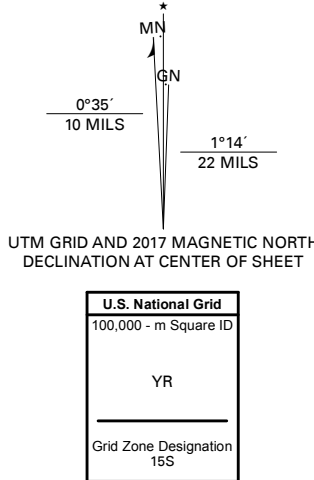 ★
MN
GN
0°35´
10 MILS
1°14´
22 MILS
UTM GRID AND 2017 MAGNETIC NORTH
DECLINATION AT CENTER OF SHEET
U.S. National Grid
100,000 - m Square ID
YR
Grid Zone Designation
15S